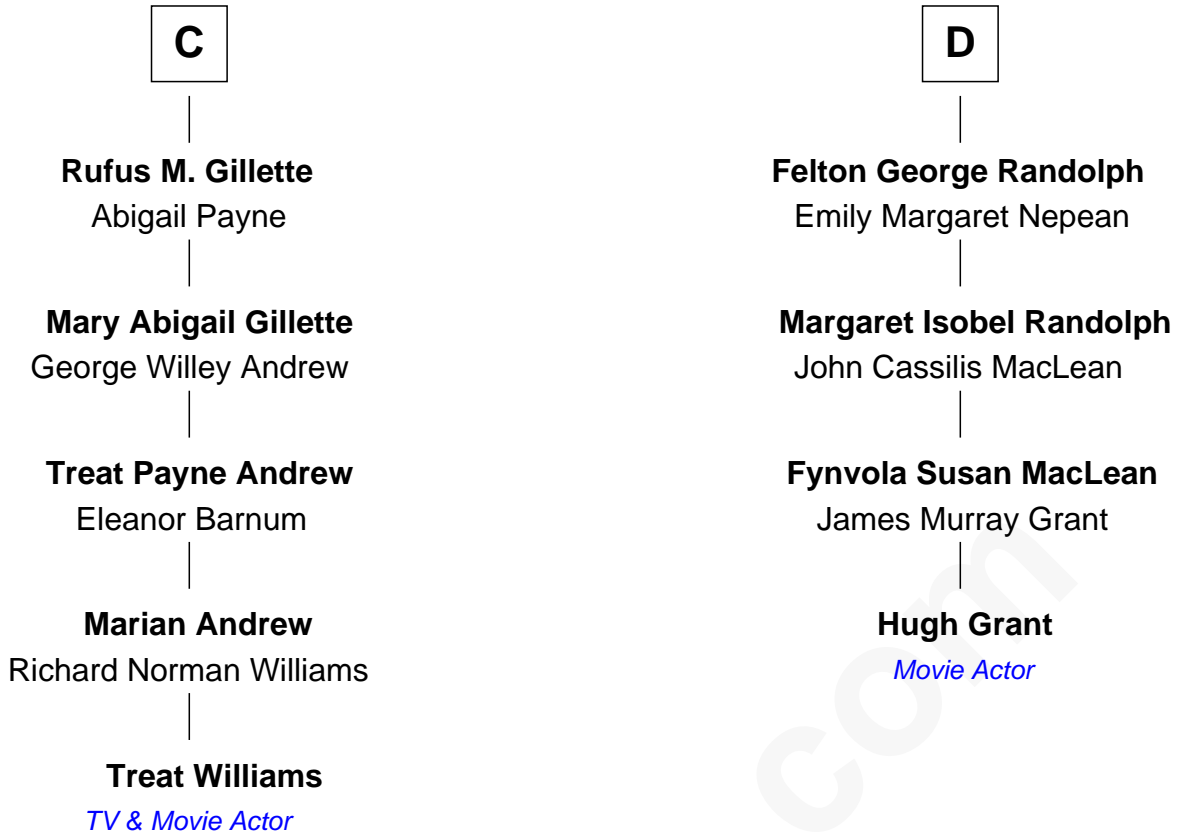 C
Rufus M. Gillette
Abigail Payne
Mary Abigail Gillette
George Willey Andrew
Treat Payne Andrew
Eleanor Barnum
Marian Andrew
Richard Norman Williams
Treat Williams
TV & Movie Actor
D
Felton George Randolph
Emily Margaret Nepean
Margaret Isobel Randolph
John Cassilis MacLean
Fynvola Susan MacLean
James Murray Grant
Hugh Grant
Movie Actor
com